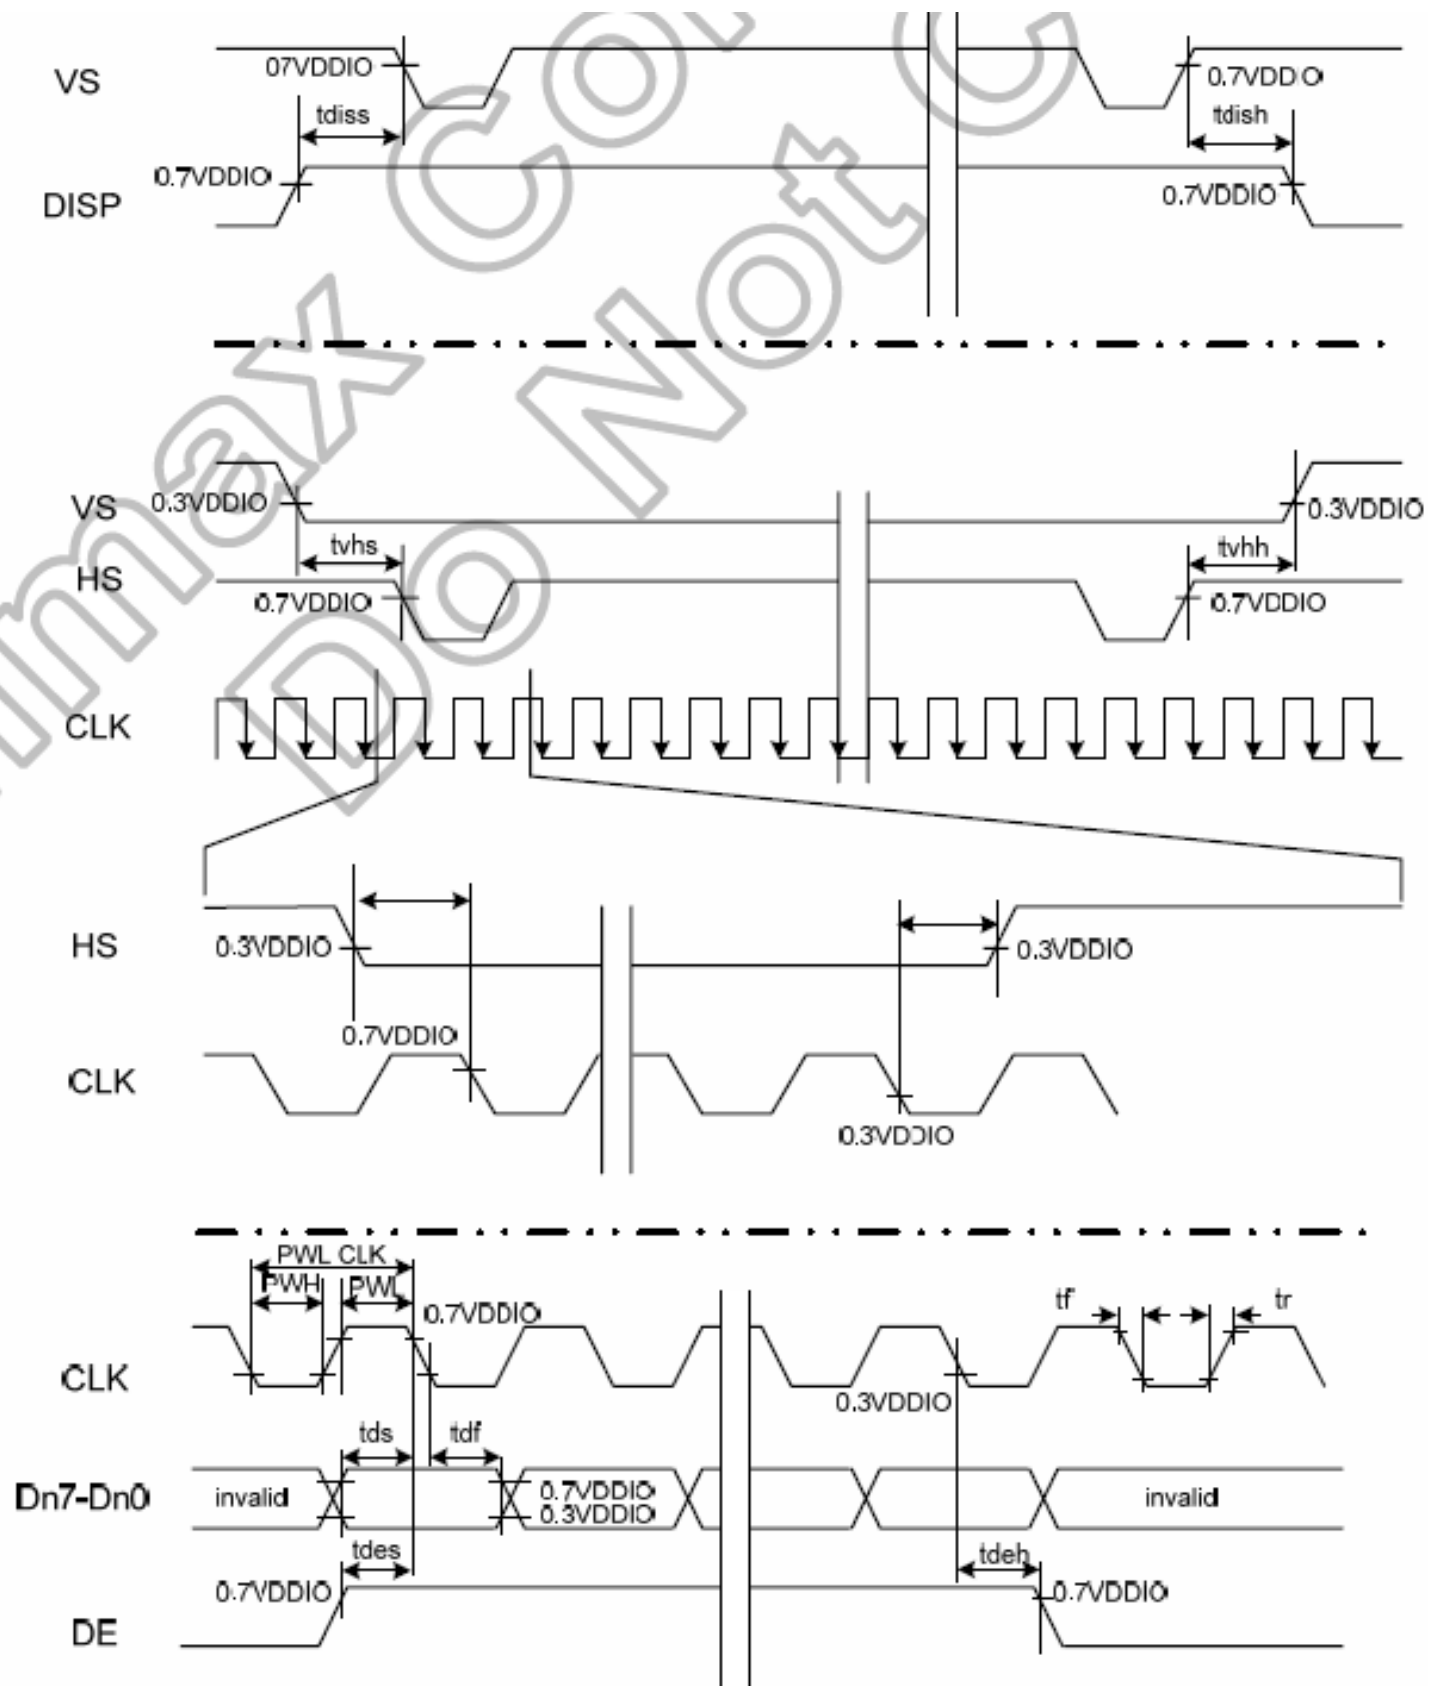 VS
07VDDIO
0.7VDDIO
tdiss
tdish
DISP
0.7VDDIO
0.7VDDIO
VS
0.3VDDIO
0.3VDDIO
tvhs
tvhh
HS
0.7VDDIO
0.7VDDIO
CLK
HS
0.3VDDIO
0.3VDDIO
0.7VDDIO
CLK
0.3VDDIO
PWL CLK
PWH
PWL
0.7VDDIO
tf
tr
CLK
0.3VDDIO
tds
tdf
Dn7-Dn0
invalid
0.7VDDIO
0.3VDDIO
invalid
tdes
tdeh
0.7VDDIO
0.7VDDIO
DE
Do Not C